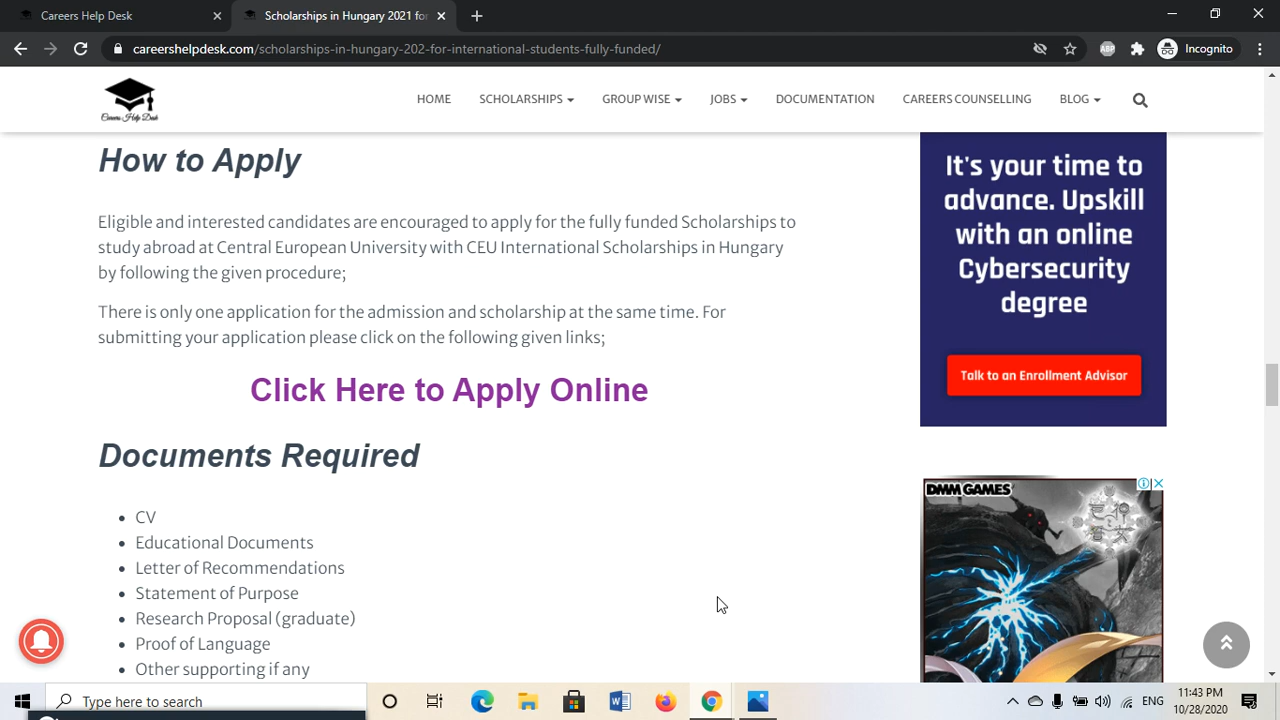 Careers Help Desk
careershelpdesk.com/scholarships-in-hungary-202-for-international-students-fully-funded/
ABP
Incognito
Careers Help Desk
HOME
SCHOLARSHIPS
GROUP WISE
JOBS
DOCUMENTATION
CAREERS COUNSELLING
BLOG
How to Apply
Eligible and interested candidates are encouraged to apply for the fully funded Scholarships to
study abroad at Central European University with CEU International Scholarships in Hungary
by following the given procedure;
There is only one application for the admission and scholarship at the same time. For
submitting your application please click on the following given links;
Click Here to Apply Online
Documents Required
• CV
• Educational Documents
• Letter of Recommendations
• Statement of Purpose
• Research Proposal (graduate)
• Proof of Language
• Other supporting if any
It's your time to
advance. Upskill
with an online
Cybersecurity
degree
Talk to an Enrollment Advisor
DMM GAMES
Type here to search
ENG
11:43 PM
10/28/2020